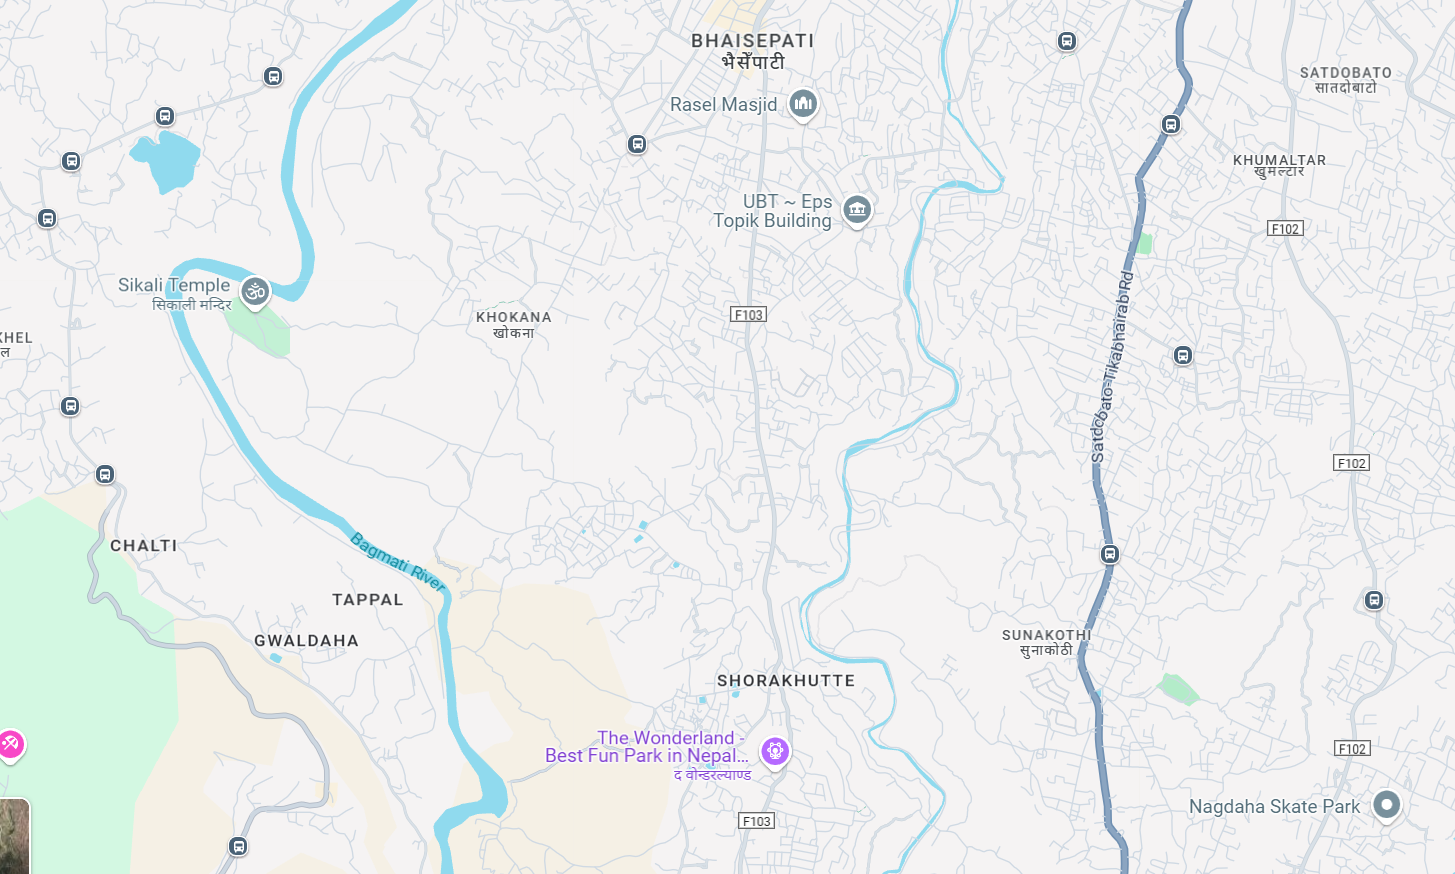 BHAISEPATI
भैसेँपाटी
SATDOBATO
सातदोबाटो
Rasel Masjid
KHUMALTAR
खुमल्टार
UBT ~ Eps
Topik Building
F102
Sikali Temple
सिकाली मन्दिर
KHOKANA
खोकना
F103
Satdobato-Tikabhairab Rd
KHEL
ल
F102
CHALTI
Bagmati River
TAPPAL
GWALDAHA
SUNAKOTHI
सुनाकोठी
SHORAKHUTTE
The Wonderland -
Best Fun Park in Nepal...
द वोन्डरल्याण्ड
F102
Nagdaha Skate Park
F103